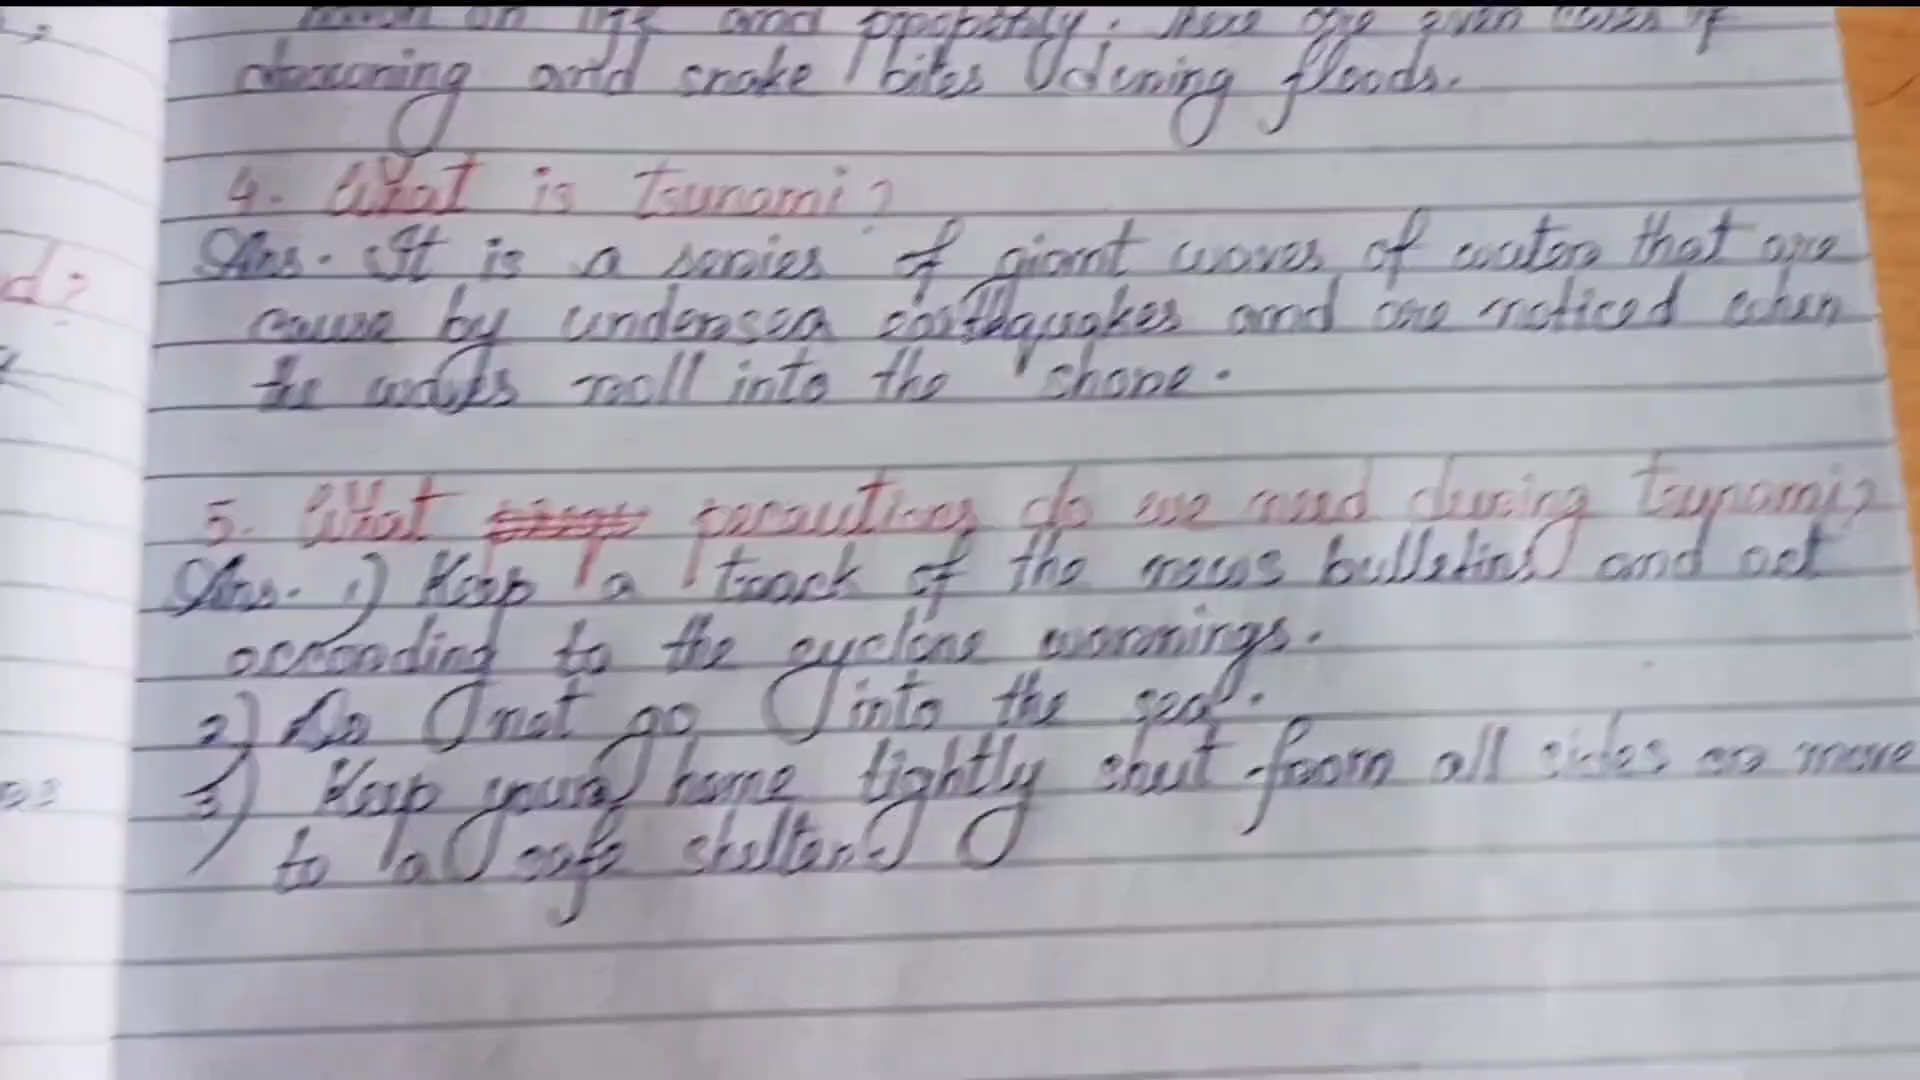 on life and property. There are even cases of
drowning and snake bites during floods.
4. What is tsunami?
Ans. It is a series of giant waves of water that are
cause by undersea earthquakes and are noticed when
the waves roll into the shore.
5. What precautions do we need during tsunami?
Ans. 1) Keep a track of the news bulletins and act
according to the cyclone warnings.
2) Do not go into the sea.
3) Keep your home tightly shut from all sides or move
to a safe shelter.